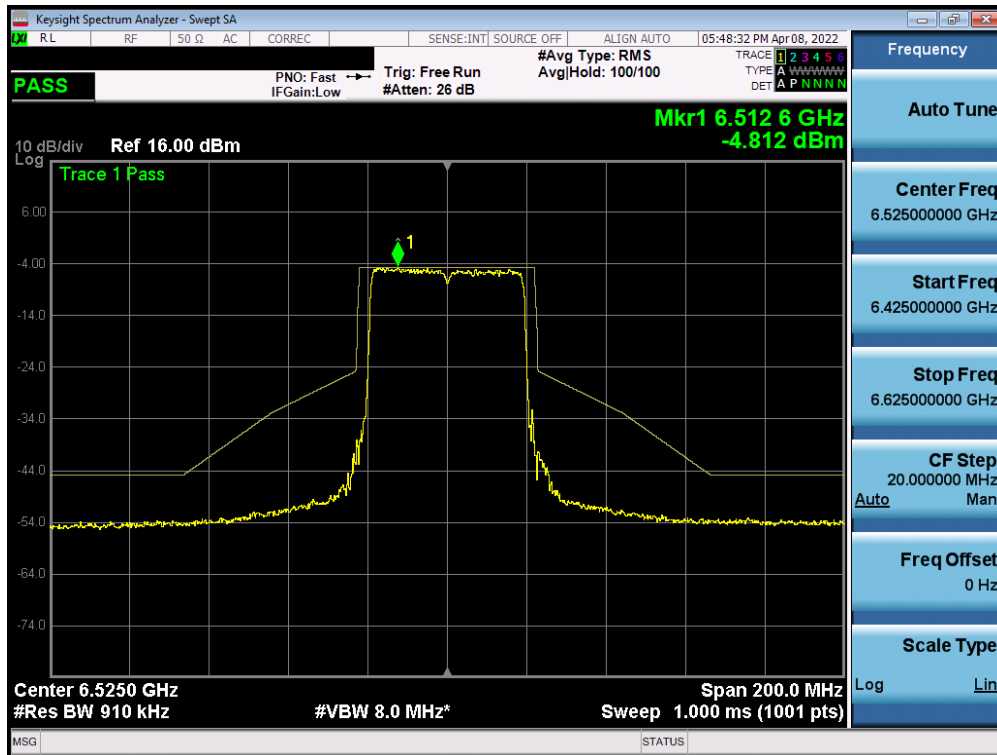 Keysight Spectrum Analyzer - Swept SA
LXI RL RF 50 Ω AC CORREC SENSE:INT SOURCE OFF ALIGN AUTO 05:48:32 PM Apr 08, 2022
PASS
PNO: Fast
IFGain:Low
Trig: Free Run
#Atten: 26 dB
#Avg Type: RMS
Avg|Hold: 100/100
TRACE 1 2 3 4 5 6
TYPE A WWWWWW
DET A P N N N N
Mkr1 6.512 6 GHz
-4.812 dBm
10 dB/div Ref 16.00 dBm
Log
Trace 1 Pass
1
6.00
-4.00
-14.0
-24.0
-34.0
-44.0
-54.0
-64.0
-74.0
Center 6.5250 GHz Span 200.0 MHz
#Res BW 910 kHz #VBW 8.0 MHz* Sweep 1.000 ms (1001 pts)
MSG STATUS
Frequency
Auto Tune
Center Freq
6.525000000 GHz
Start Freq
6.425000000 GHz
Stop Freq
6.625000000 GHz
CF Step
20.000000 MHz
Auto Man
Freq Offset
0 Hz
Scale Type
Log Lin